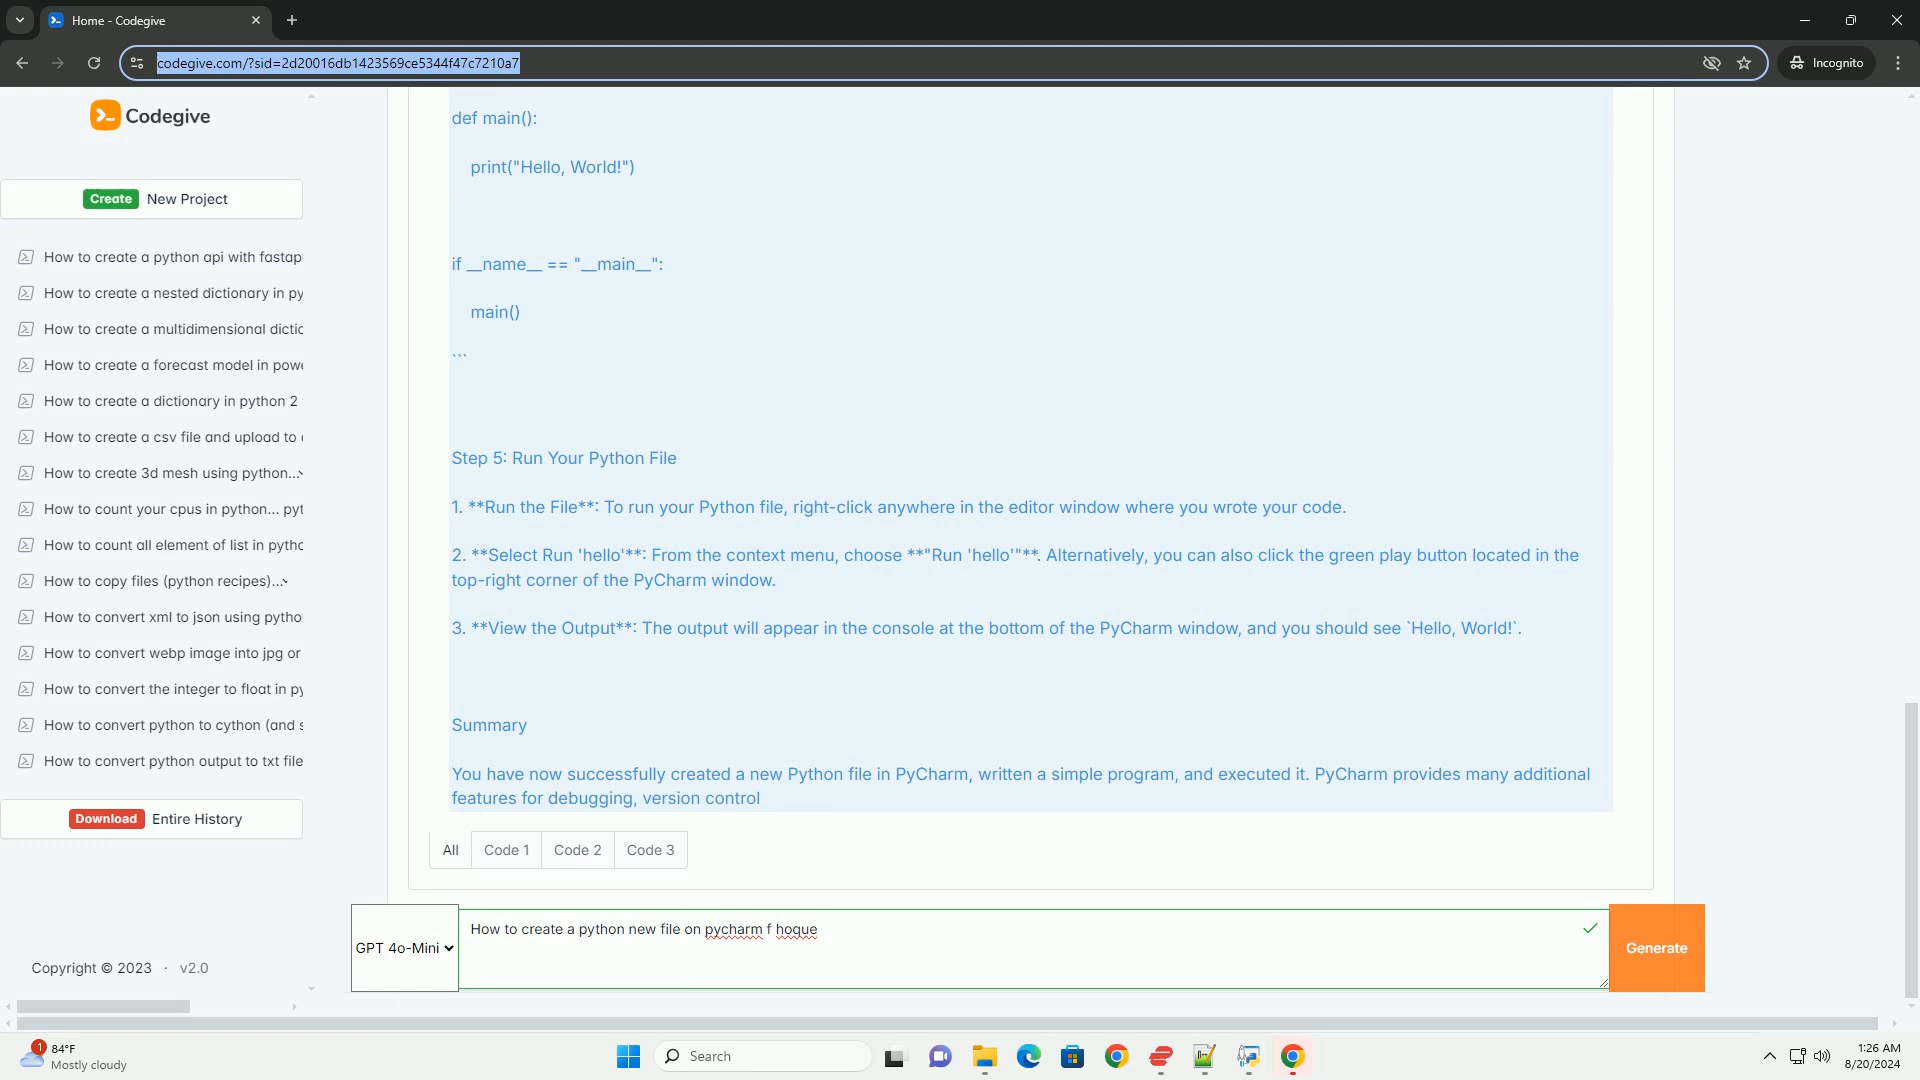 Home - Codegive
codegive.com/?sid=2d20016db1423569ce5344f47c7210a7
Incognito
Codegive
Create New Project
How to create a python api with fastap
How to create a nested dictionary in py
How to create a multidimensional dictic
How to create a forecast model in powe
How to create a dictionary in python 2
How to create a csv file and upload to
How to create 3d mesh using python...
How to count your cpus in python... pyt
How to count all element of list in pytho
How to copy files (python recipes)...
How to convert xml to json using pytho
How to convert webp image into jpg or
How to convert the integer to float in py
How to convert python to cython (and s
How to convert python output to txt file
Download Entire History
Copyright © 2023 · v2.0
def main():
print("Hello, World!")
if __name__ == "__main__":
main()
```
Step 5: Run Your Python File
1. **Run the File**: To run your Python file, right-click anywhere in the editor window where you wrote your code.
2. **Select Run 'hello'**: From the context menu, choose **"Run 'hello'"**. Alternatively, you can also click the green play button located in the
top-right corner of the PyCharm window.
3. **View the Output**: The output will appear in the console at the bottom of the PyCharm window, and you should see `Hello, World!`.
Summary
You have now successfully created a new Python file in PyCharm, written a simple program, and executed it. PyCharm provides many additional
features for debugging, version control
All Code 1 Code 2 Code 3
GPT 4o-Mini
How to create a python new file on pycharm f hoque
Generate
1
84°F
Mostly cloudy
Search
1:26 AM
8/20/2024